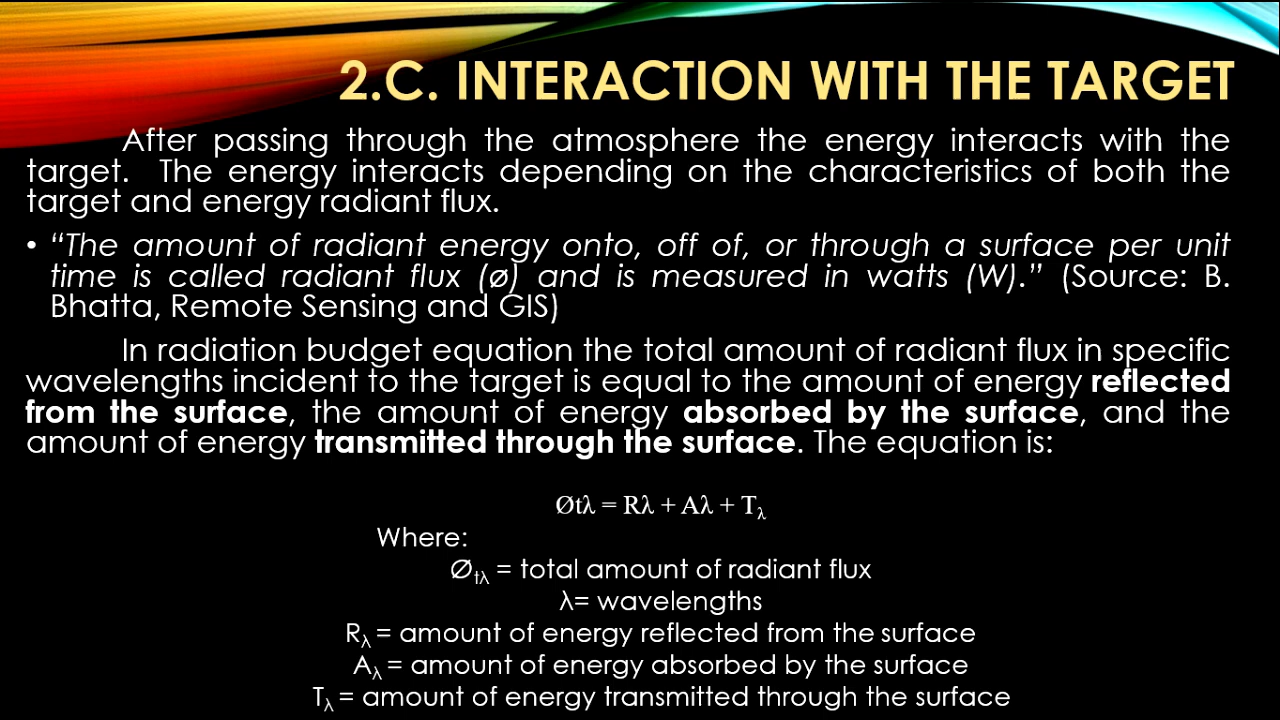 2.C. INTERACTION WITH THE TARGET
After passing through the atmosphere the energy interacts with the
target. The energy interacts depending on the characteristics of both the
target and energy radiant flux.
• “The amount of radiant energy onto, off of, or through a surface per unit
time is called radiant flux (ø) and is measured in watts (W).” (Source: B.
Bhatta, Remote Sensing and GIS)
In radiation budget equation the total amount of radiant flux in specific
wavelengths incident to the target is equal to the amount of energy reflected
from the surface, the amount of energy absorbed by the surface, and the
amount of energy transmitted through the surface. The equation is:
Øtλ = Rλ + Aλ + Tλ
Where:
Øtλ = total amount of radiant flux
λ= wavelengths
Rλ = amount of energy reflected from the surface
Aλ = amount of energy absorbed by the surface
Tλ = amount of energy transmitted through the surface